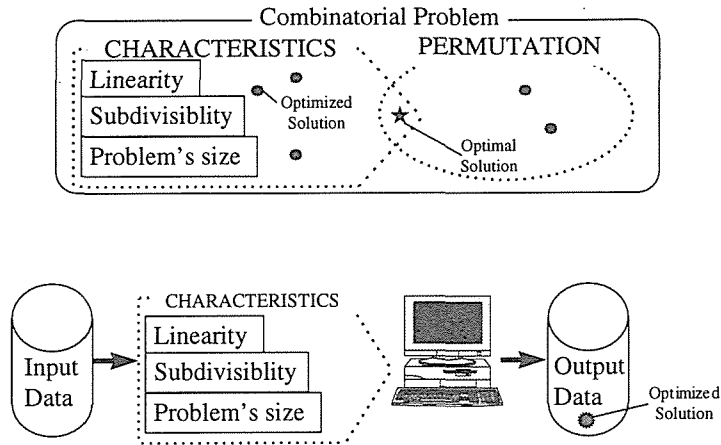 Combinatorial Problem
CHARACTERISTICS
PERMUTATION
Linearity
Subdivisiblity
Problem's size
Optimized
Solution
Optimal
Solution
Input
Data
CHARACTERISTICS
Linearity
Subdivisiblity
Problem's size
Output
Data
Optimized
Solution